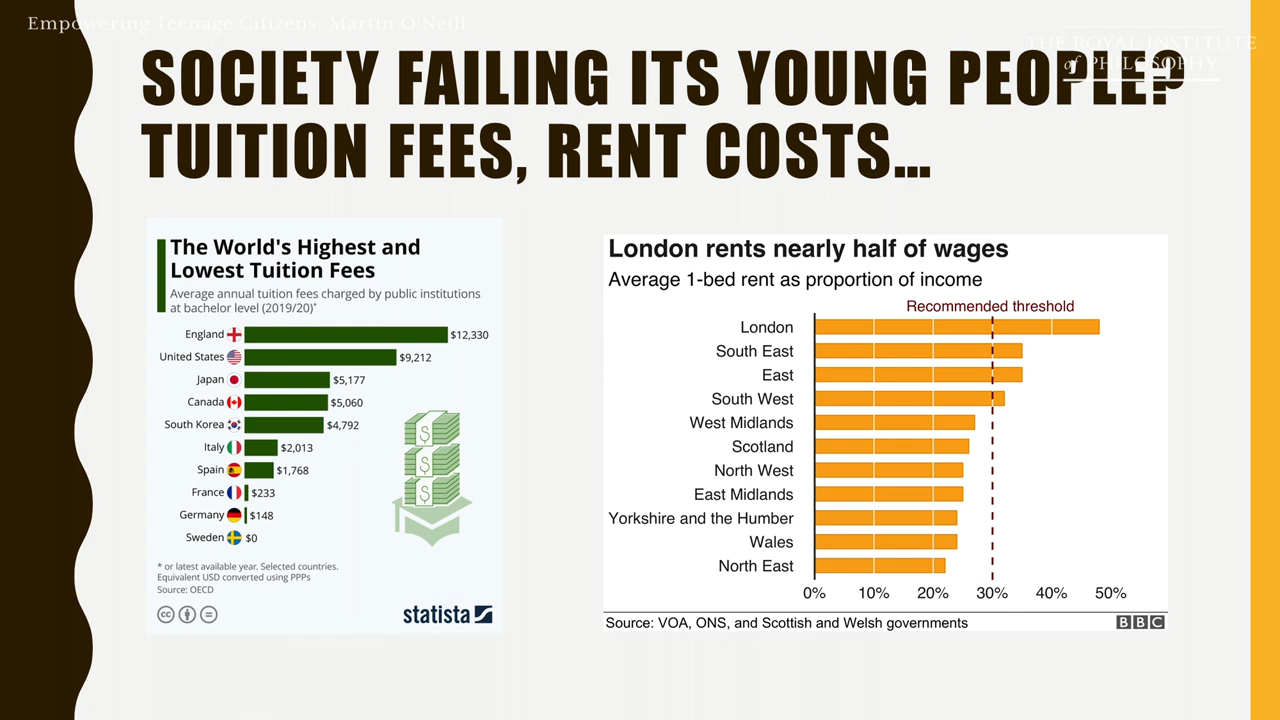 Empowering Teenage Citizens: Martin O'Neill
THE ROYAL INSTITUTE
of PHILOSOPHY
SOCIETY FAILING ITS YOUNG PEOPLE?
TUITION FEES, RENT COSTS...
The World's Highest and
Lowest Tuition Fees
Average annual tuition fees charged by public institutions
at bachelor level (2019/20)*
England $12,330
United States $9,212
Japan $5,177
Canada $5,060
South Korea $4,792
Italy $2,013
Spain $1,768
France $233
Germany $148
Sweden $0
$
$
$
* or latest available year. Selected countries.
Equivalent USD converted using PPPs
Source: OECD
cc
statista
London rents nearly half of wages
Average 1-bed rent as proportion of income
Recommended threshold
London
South East
East
South West
West Midlands
Scotland
North West
East Midlands
Yorkshire and the Humber
Wales
North East
0% 10% 20% 30% 40% 50%
Source: VOA, ONS, and Scottish and Welsh governments
BBC